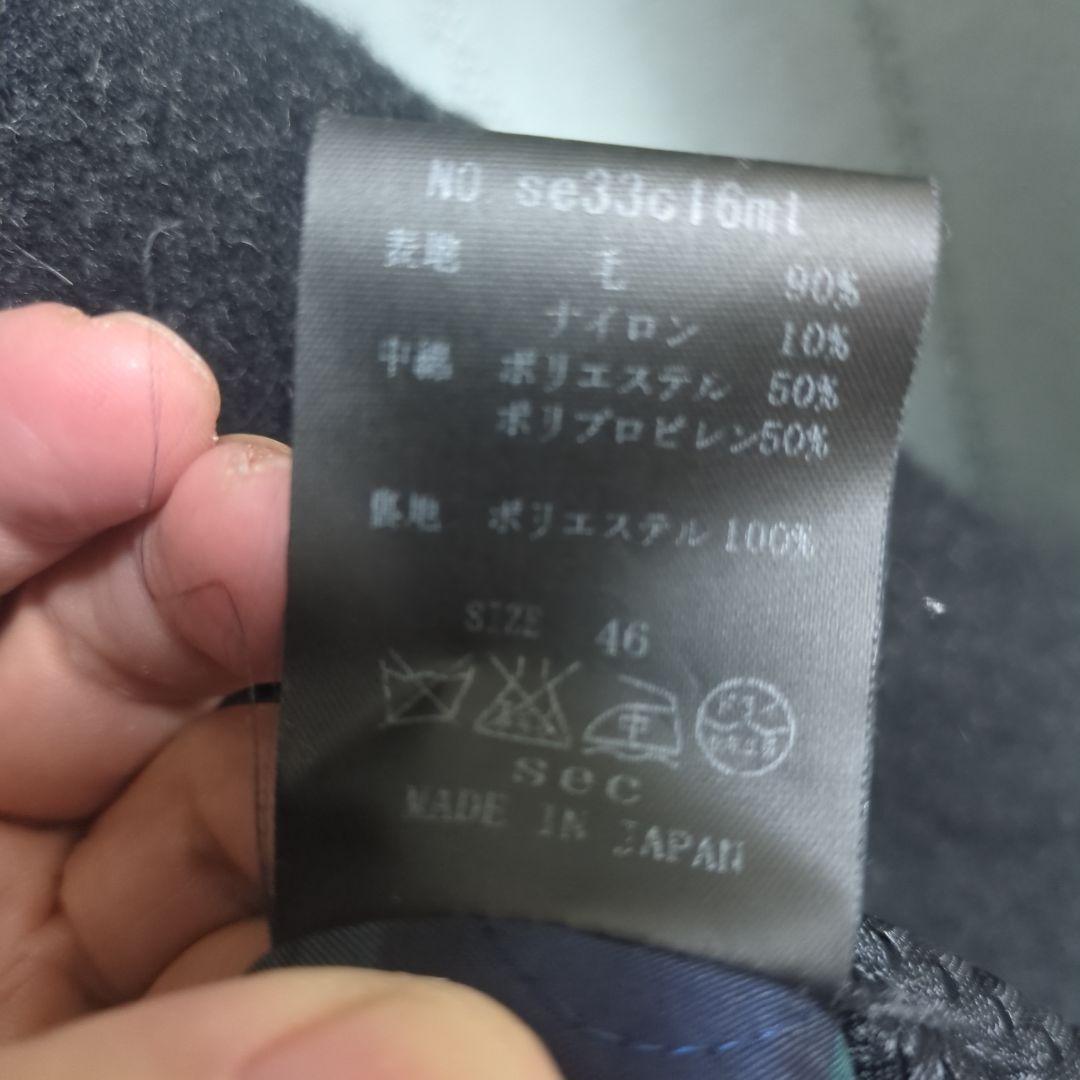 NO se33c16ml
表地 毛 90%
ナイロン 10%
中綿 ポリエステル 50%
ポリプロピレン50%
裏地 ポリエステル 100%
SIZE 46
中
sec
MADE IN JAPAN